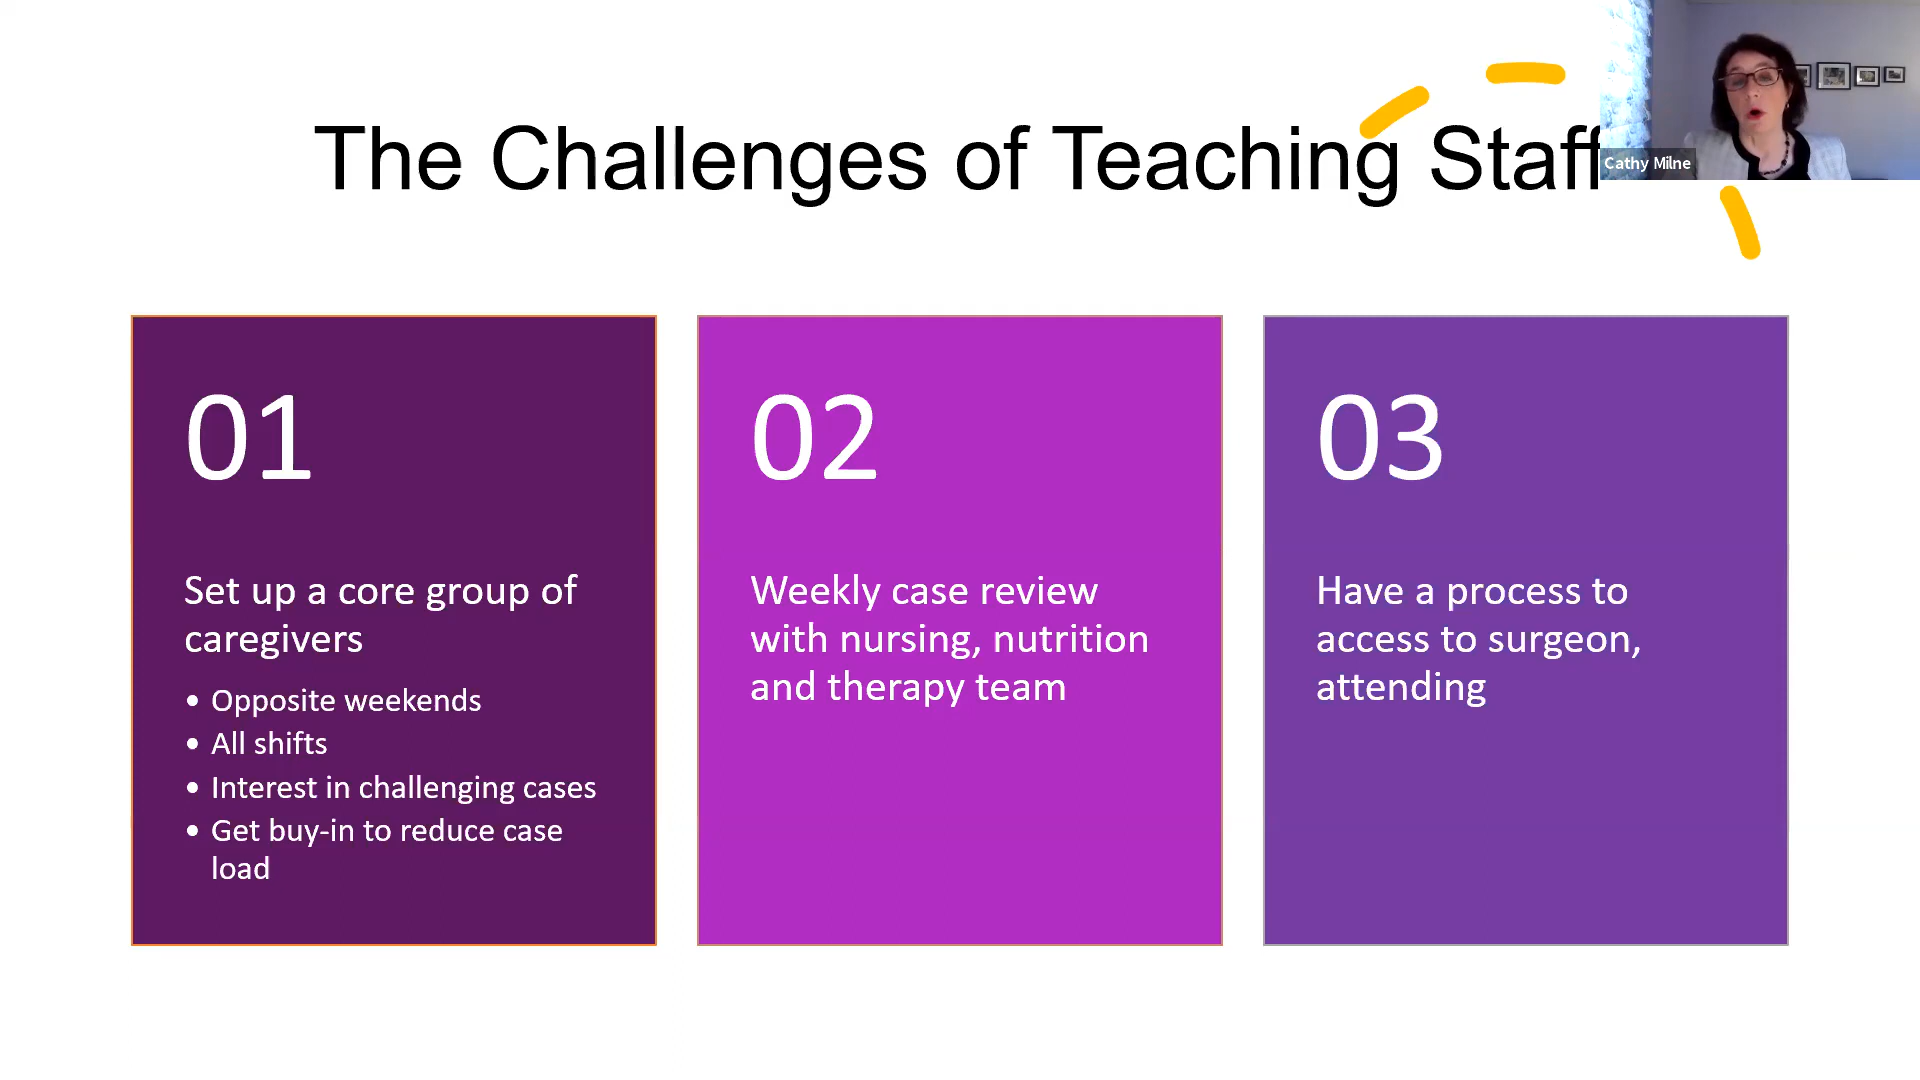 The Challenges of Teaching Staff
Cathy Milne
01
Set up a core group of
caregivers
• Opposite weekends
• All shifts
• Interest in challenging cases
• Get buy-in to reduce case
load
02
Weekly case review
with nursing, nutrition
and therapy team
03
Have a process to
access to surgeon,
attending